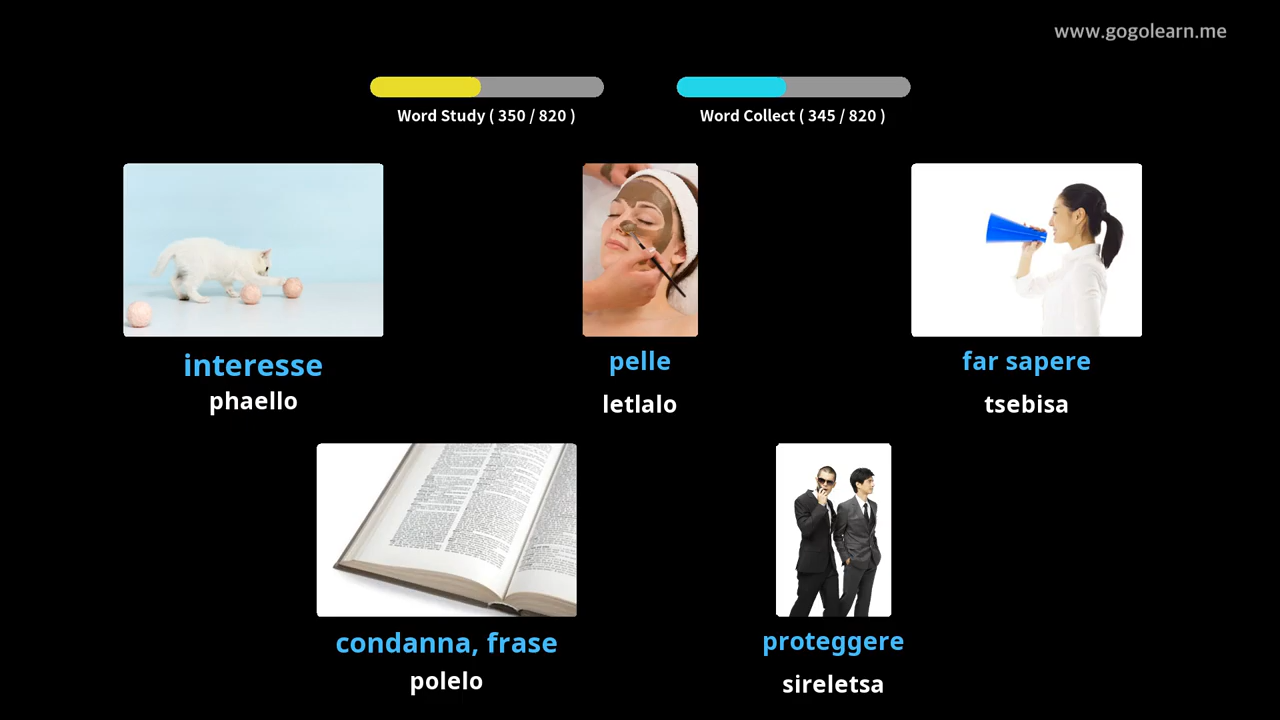 www.gogolearn.me
Word Study ( 350 / 820 )
Word Collect ( 345 / 820 )
interesse
phaello
pelle
letlalo
far sapere
tsebisa
condanna, frase
polelo
proteggere
sireletsa